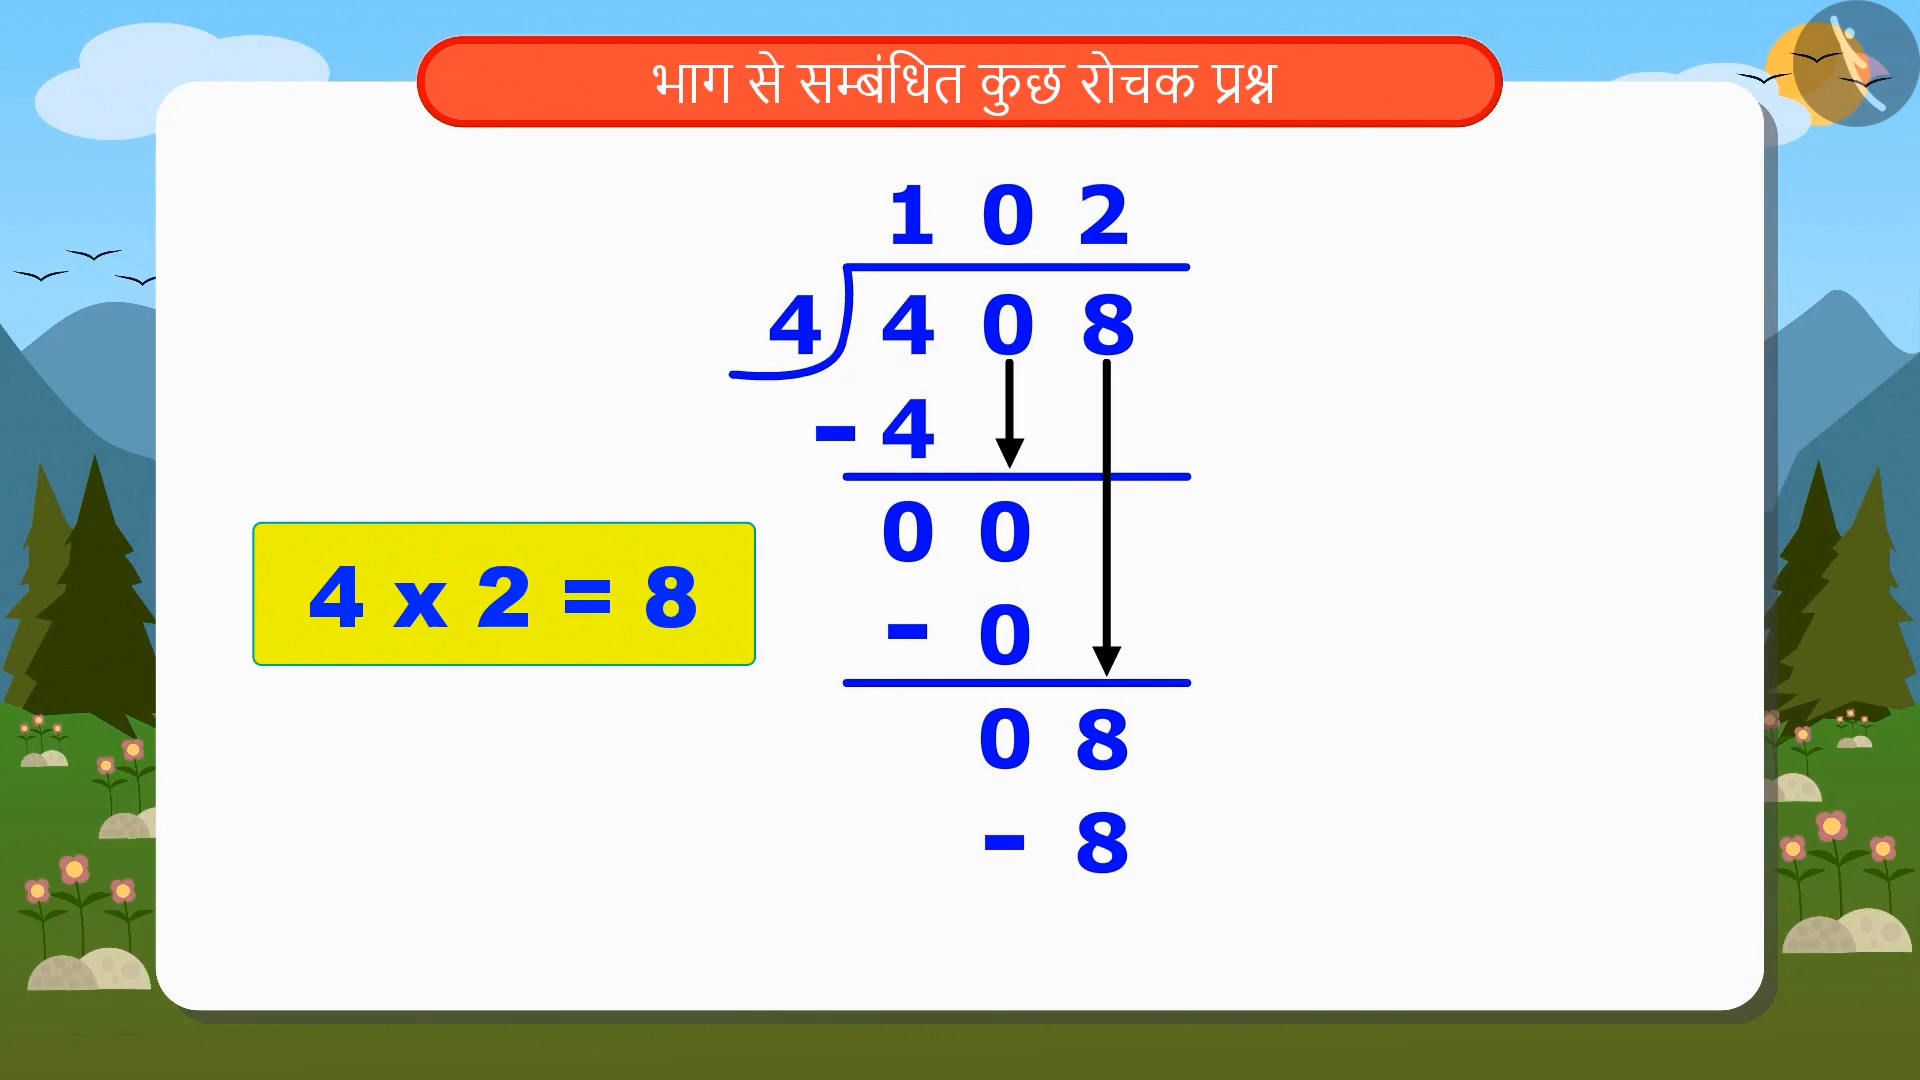 भाग से सम्बंधित कुछ रोचक प्रश्न
1 0 2
4 4 0 8
- 4
0 0
4 x 2 = 8
- 0
0 8
- 8